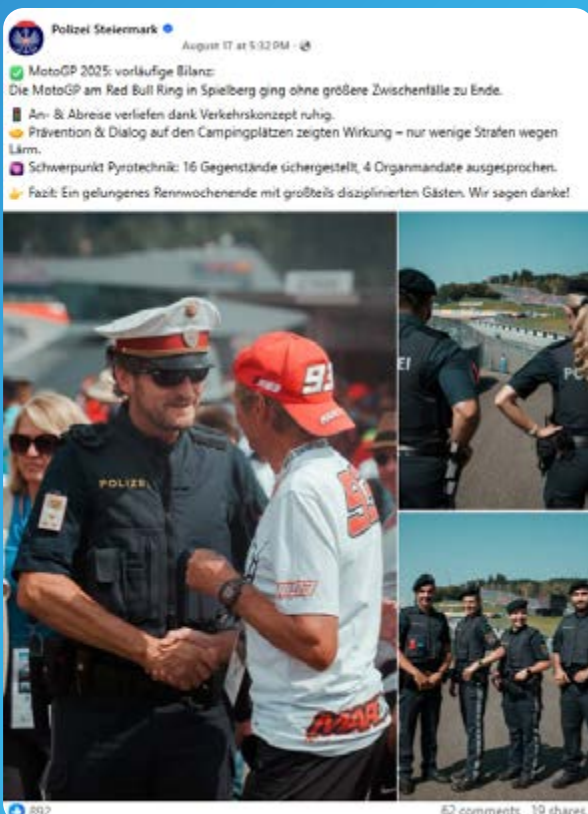 Polizei Steiermark
August 17 at 5:32 PM
MotoGP 2025: vorläufige Bilanz:
Die MotoGP am Red Bull Ring in Spielberg ging ohne größere Zwischenfälle zu Ende.
An- & Abreise verliefen dank Verkehrskonzept ruhig.
Prävention & Dialog auf den Campingplätzen zeigten Wirkung – nur wenige Strafen wegen
Lärm.
Schwerpunkt Pyrotechnik: 16 Gegenstände sichergestellt, 4 Organmandate ausgesprochen.
Fazit: Ein gelungenes Rennwochenende mit großteils disziplinierten Gästen. Wir sagen danke!
93
POLIZEI
93
EI
PO
892
62 comments 19 shares